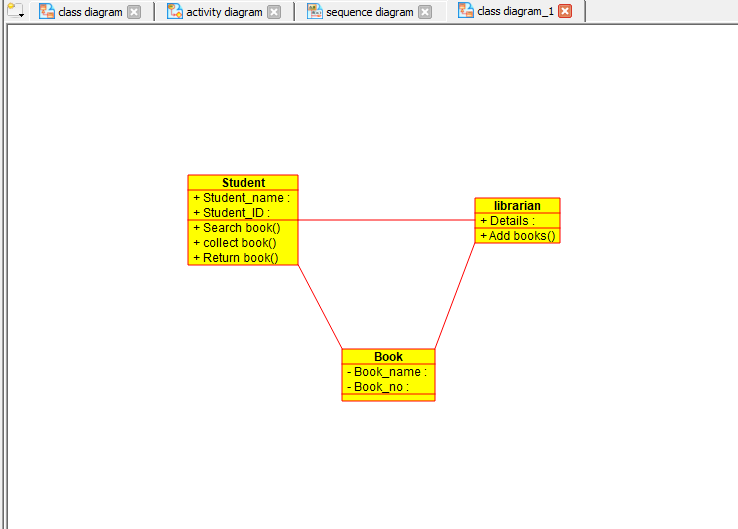 class diagram
activity diagram
sequence diagram
class diagram_1
Student
+ Student_name :
+ Student_ID :
+ Search book()
+ collect book()
+ Return book()
librarian
+ Details :
+ Add books()
Book
- Book_name :
- Book_no :